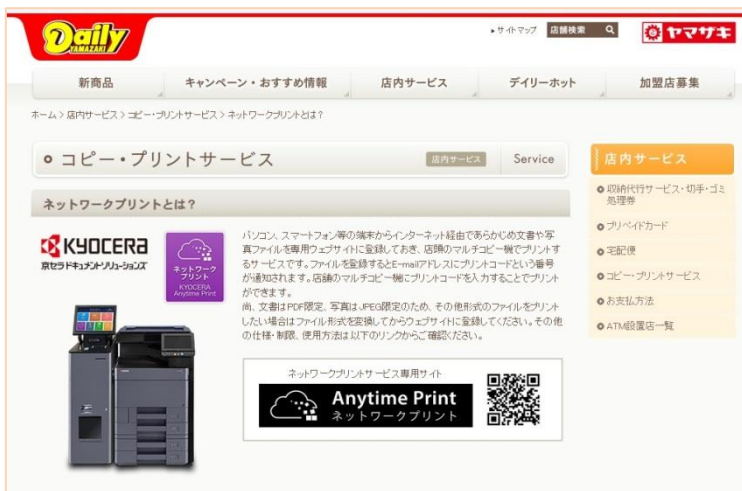 Daily
YAMAZAKI
サイトマップ
店舗検索
ヤマザキ
新商品
キャンペーン・おすすめ情報
店内サービス
デイリーホット
加盟店募集
ホーム > 店内サービス > コピー・プリントサービス > ネットワークプリントとは?
コピー・プリントサービス
店内サービス
Service
ネットワークプリントとは?
KYOCERA
京セラドキュメントソリューションズ
ネットワーク
プリント
KYOCERA
Anytime Print
パソコン、スマートフォン等の端末からインターネット経由であらかじめ文書や写
真ファイルを専用ウェブサイトに登録しておき、店頭のマルチコピー機でプリントす
るサービスです。ファイルを登録するとE-mailアドレスにプリントコードという番号
が通知されます。店舗のマルチコピー機にプリントコードを入力することでプリント
ができます。
尚、文書はPDF限定、写真はJPEG限定のため、その他形式のファイルをプリント
したい場合はファイル形式を変換してからウェブサイトに登録してください。その他
の仕様・制限、使用方法は以下のリンクからご確認ください。
ネットワークプリントサービス専用サイト
Anytime Print
ネットワークプリント
店内サービス
収納代行サービス・切手・ゴミ
処理券
プリペイドカード
宅配便
コピー・プリントサービス
お支払方法
ATM設置店一覧